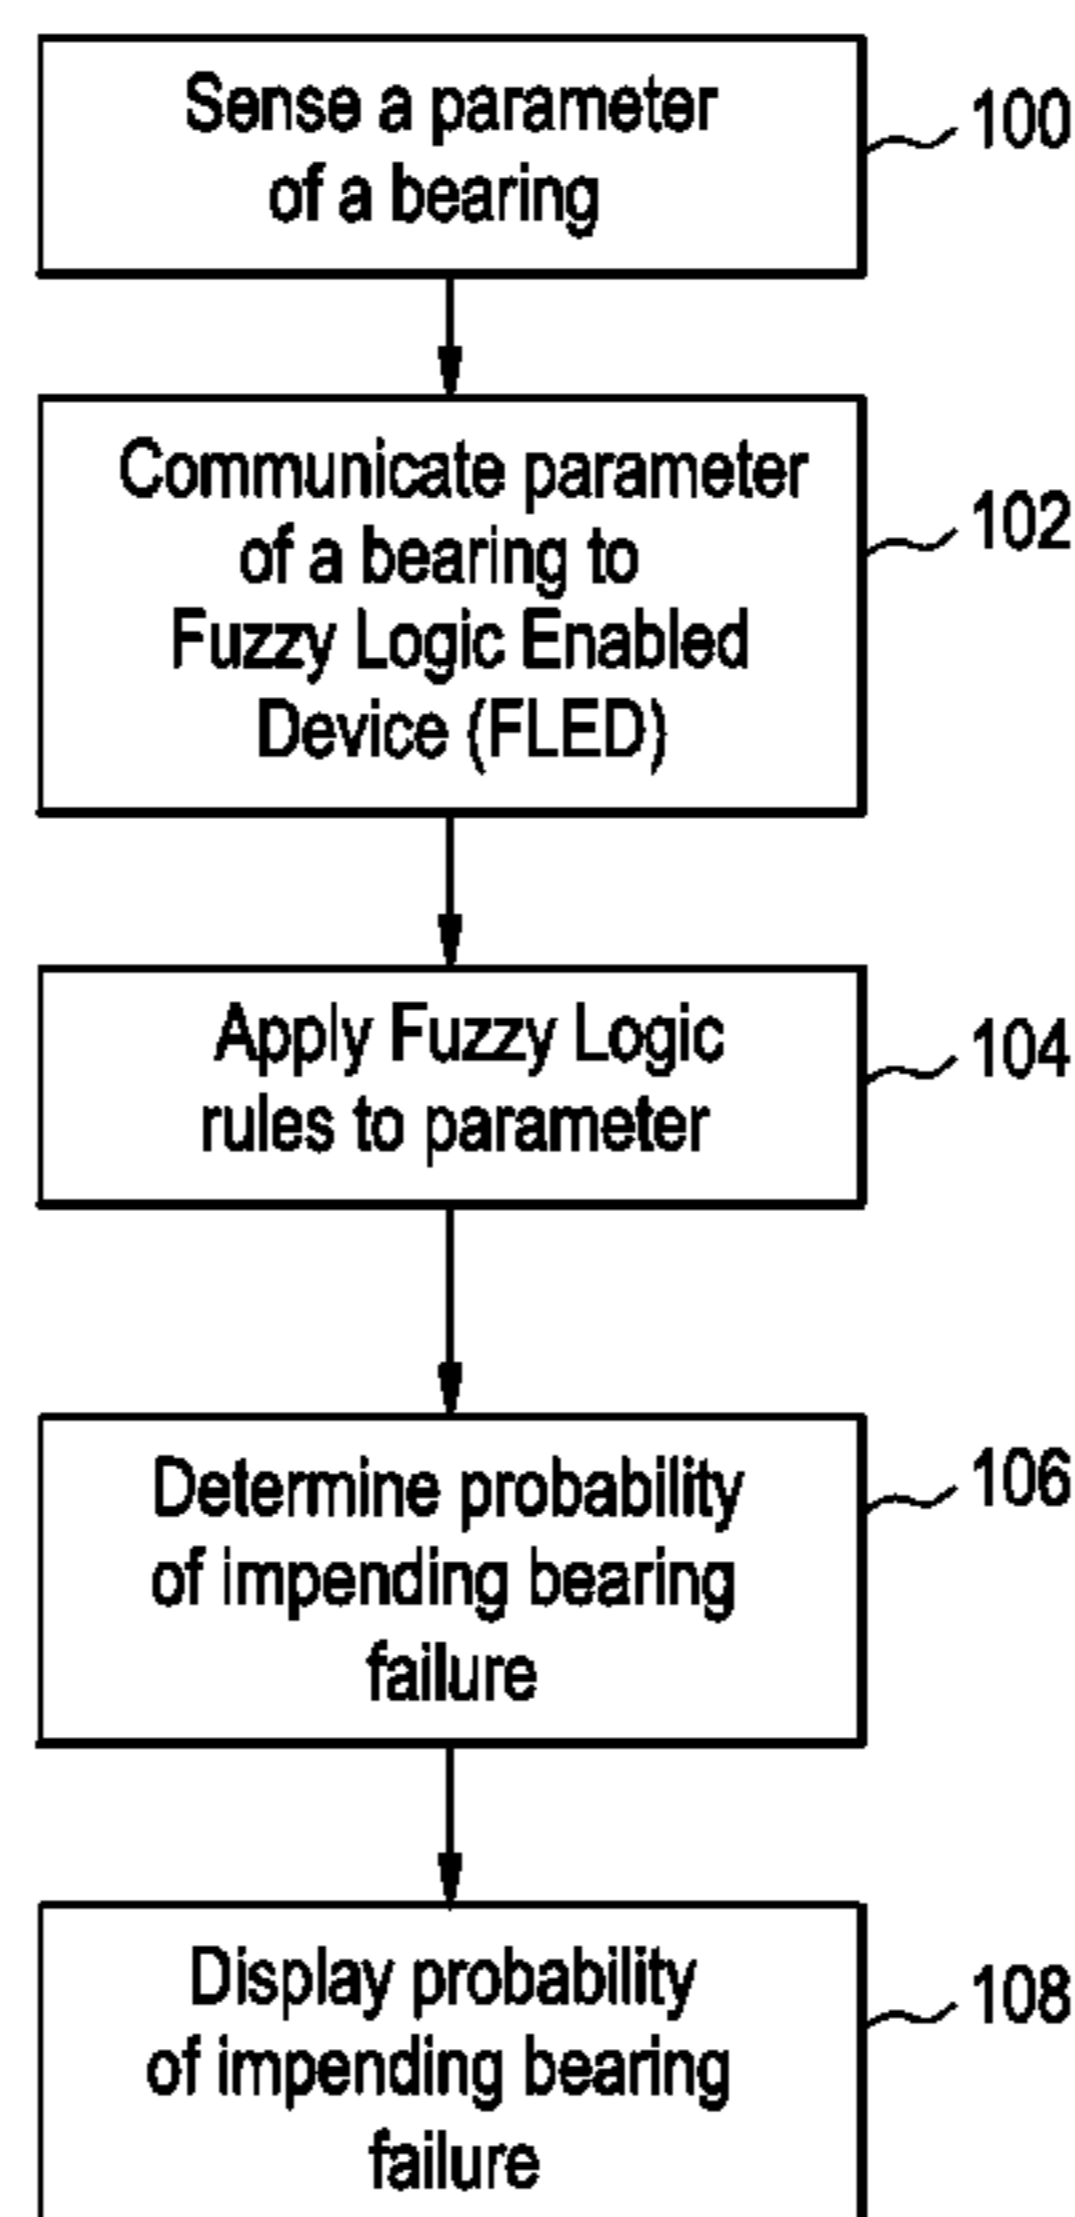 Sense a parameter
of a bearing
100
Communicate parameter
of a bearing to
Fuzzy Logic Enabled
Device (FLED)
102
Apply Fuzzy Logic
rules to parameter
104
Determine probability
of impending bearing
failure
106
Display probability
of impending bearing
failure
108